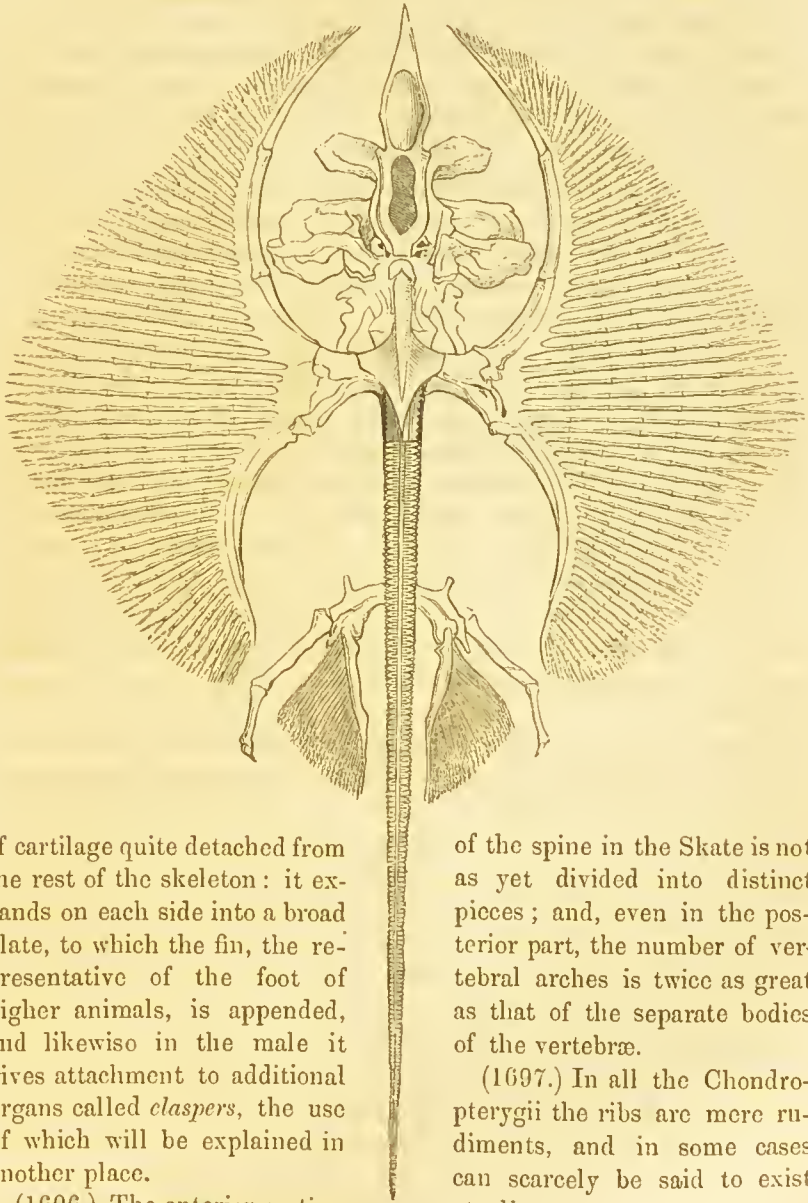 f cartilage quite detached from
ne rest of the skeleton : it ex-
ands on each side into a broad
late, to which the fin, the re-
resentative of the foot of
igher animals, is appended,
nd likewise in the male it
ives attachment to additional
rgans called claspers, the use
f which will be explained in
nother place.
(1696.) The anterior
of the spine in the Skate is not
as yet divided into distinct
pieces ; and, even in the pos-
terior part, the number of ver-
tebral arches is twice as great
as that of the separate bodies
of the vertebræ.
(1697.) In all the Chondro-
pterygii the ribs are mere ru-
diments, and in some cases
can scarcely be said to exist